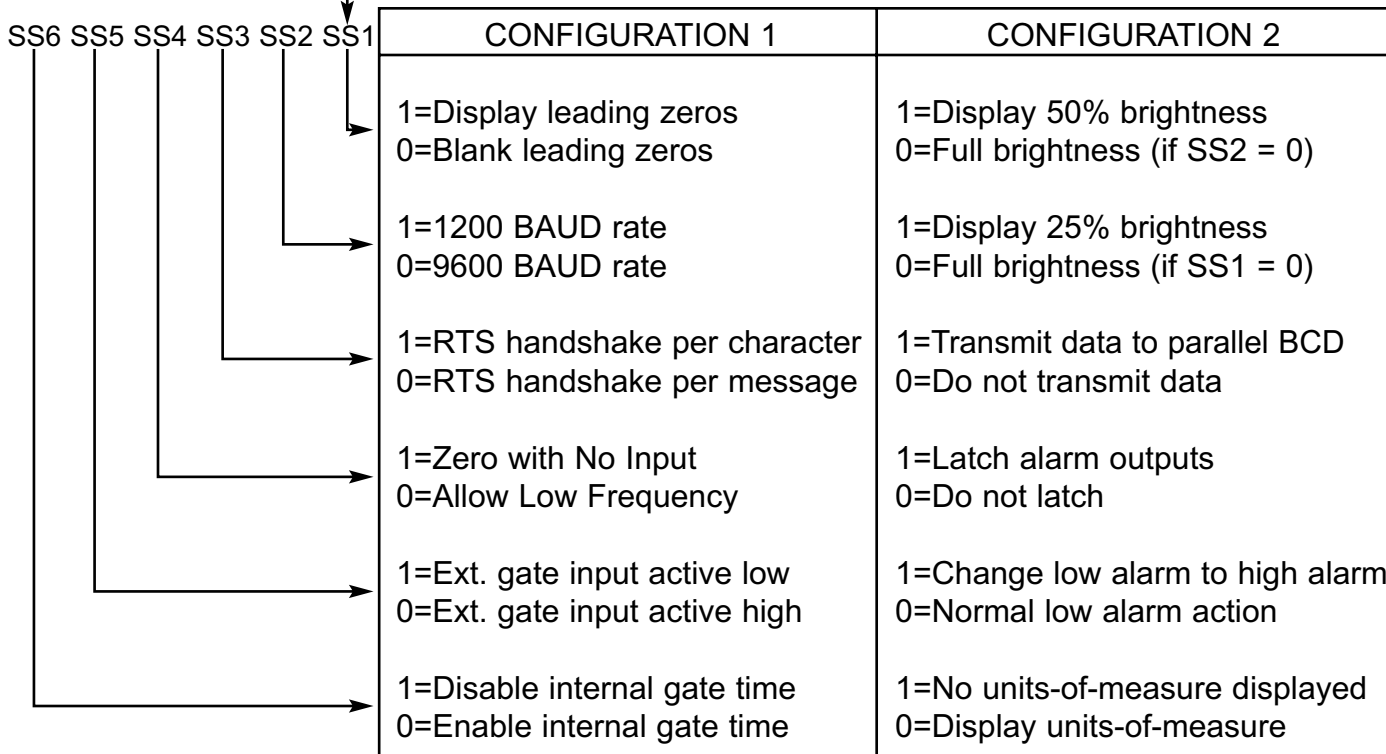 SS6 SS5 SS4 SS3 SS2 SS1
CONFIGURATION 1
CONFIGURATION 2
1=Display leading zeros
0=Blank leading zeros
1=Display 50% brightness
0=Full brightness (if SS2 = 0)
1=1200 BAUD rate
0=9600 BAUD rate
1=Display 25% brightness
0=Full brightness (if SS1 = 0)
1=RTS handshake per character
0=RTS handshake per message
1=Transmit data to parallel BCD
0=Do not transmit data
1=Zero with No Input
0=Allow Low Frequency
1=Latch alarm outputs
0=Do not latch
1=Ext. gate input active low
0=Ext. gate input active high
1=Change low alarm to high alarm
0=Normal low alarm action
1=Disable internal gate time
0=Enable internal gate time
1=No units-of-measure displayed
0=Display units-of-measure